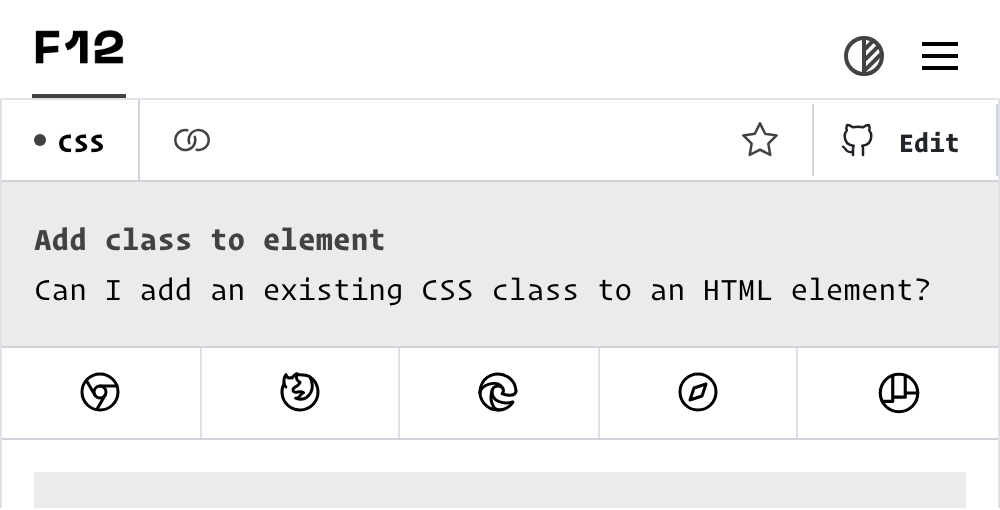 F12
CSS
Edit
Add class to element
Can I add an existing CSS class to an HTML element?